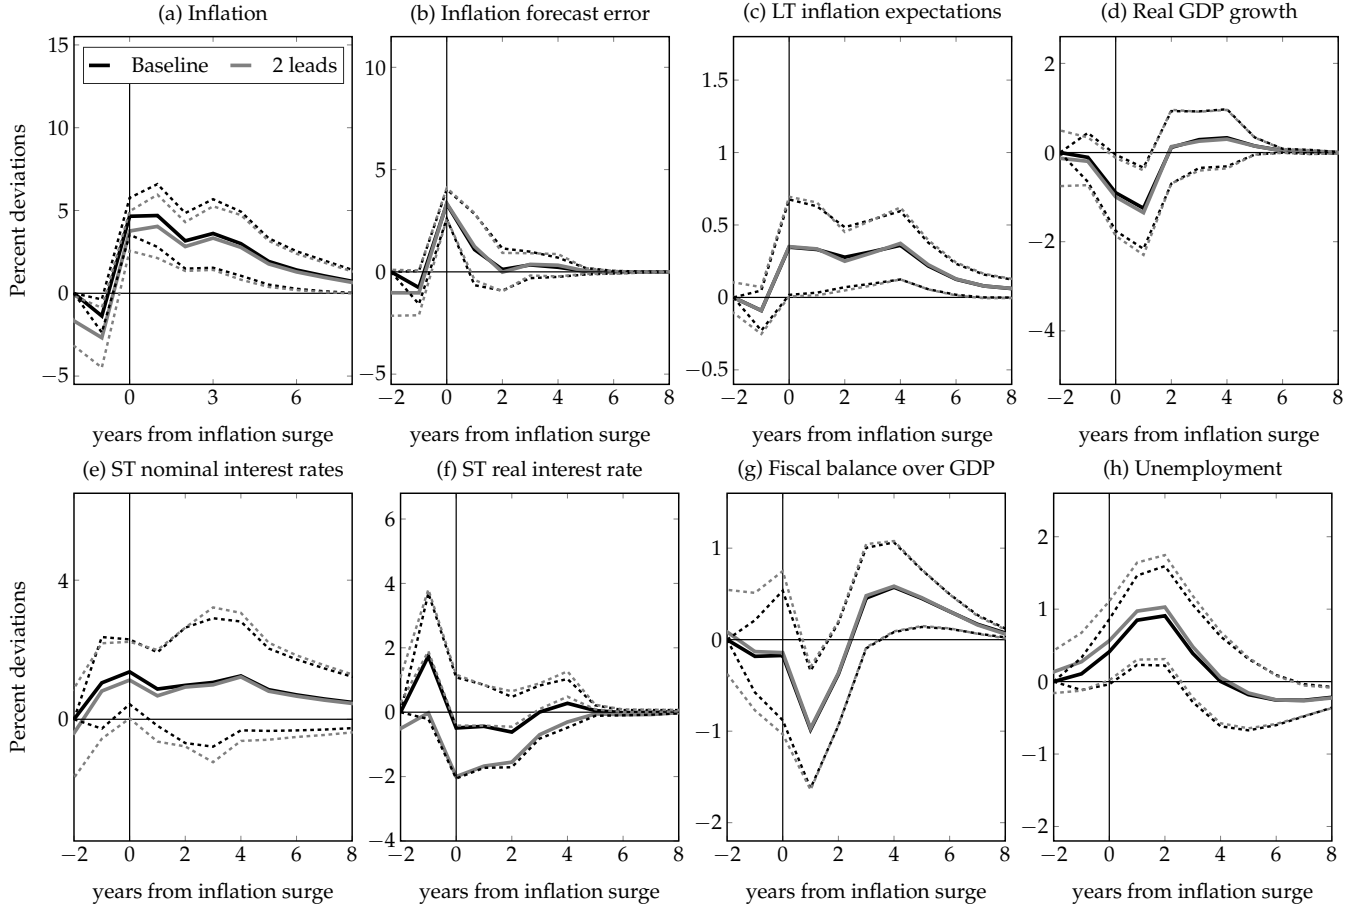 (a) Inflation
(b) Inflation forecast error
(c) LT inflation expectations
(d) Real GDP growth
Baseline 2 leads
Percent deviations
15
10
5
0
−5
−2 0 3 6 8
10
5
0
−5
−2 0 2 4 6 8
1.5
1
0.5
0
−0.5
−2 0 2 4 6 8
2
0
−2
−4
−2 0 2 4 6 8
years from inflation surge
years from inflation surge
years from inflation surge
years from inflation surge
(e) ST nominal interest rates
(f) ST real interest rate
(g) Fiscal balance over GDP
(h) Unemployment
Percent deviations
4
0
−2 0 2 4 6 8
6
4
2
0
−2
−4
−2 0 2 4 6 8
1
0
−1
−2
−2 0 2 4 6 8
2
1
0
−1
−2
−2 0 2 4 6 8
years from inflation surge
years from inflation surge
years from inflation surge
years from inflation surge